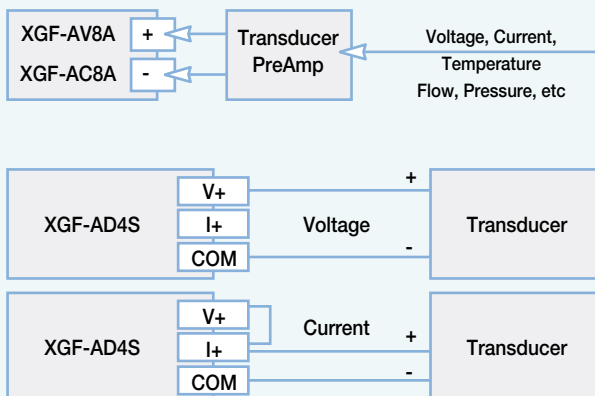 XGF-AV8A
+
XGF-AC8A
-
Transducer
PreAmp
Voltage, Current,
Temperature
Flow, Pressure, etc
XGF-AD4S
V+
I+
COM
Voltage
+
-
Transducer
XGF-AD4S
V+
I+
COM
Current
+
-
Transducer